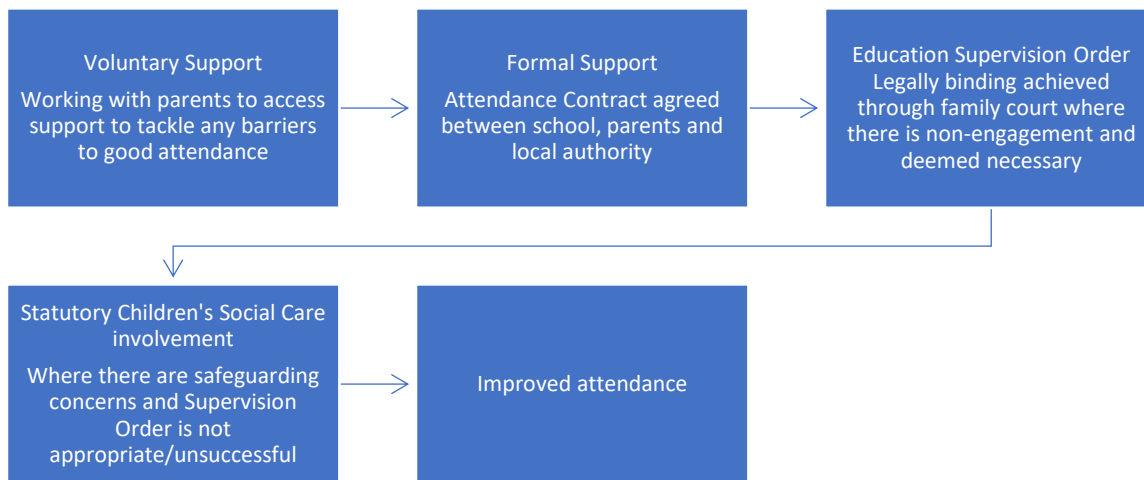 Voluntary Support
Working with parents to access
support to tackle any barriers
to good attendance
Formal Support
Attendance Contract agreed
between school, parents and
local authority
Education Supervision Order
Legally binding achieved
through family court where
there is non-engagement and
deemed necessary
Statutory Children's Social Care
involvement
Where there are safeguarding
concerns and Supervision
Order is not
appropriate/unsuccessful
Improved attendance